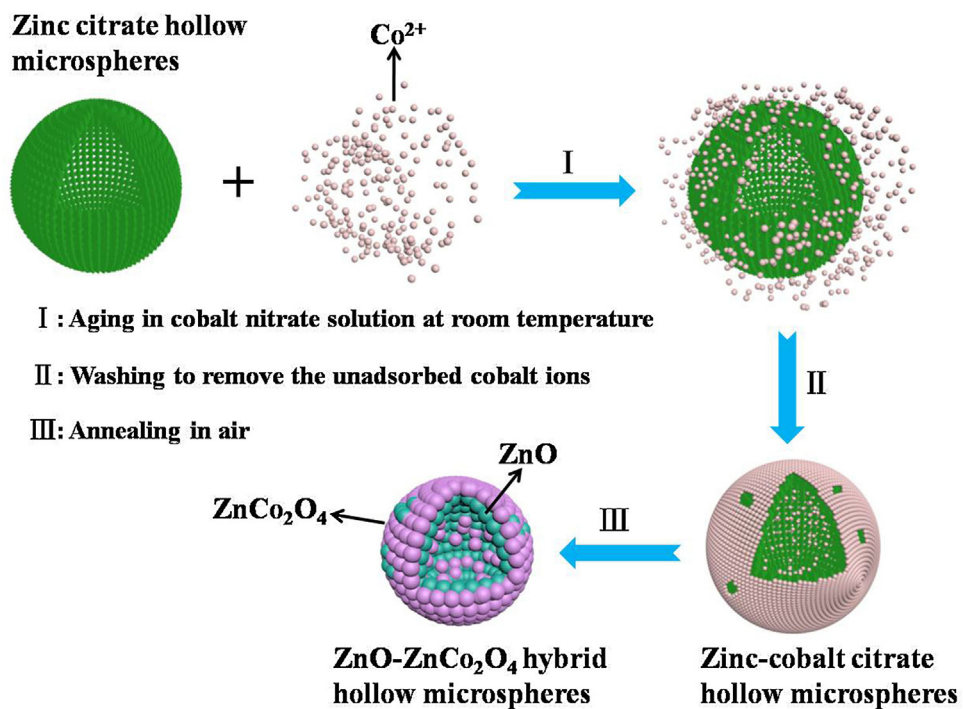 Zinc citrate hollow
microspheres
Co²⁺
+
Ⅰ
Ⅰ: Aging in cobalt nitrate solution at room temperature
Ⅱ: Washing to remove the unadsorbed cobalt ions
Ⅲ: Annealing in air
Ⅱ
ZnO
ZnCo₂O₄
Ⅲ
ZnO-ZnCo₂O₄ hybrid
hollow microspheres
Zinc-cobalt citrate
hollow microspheres